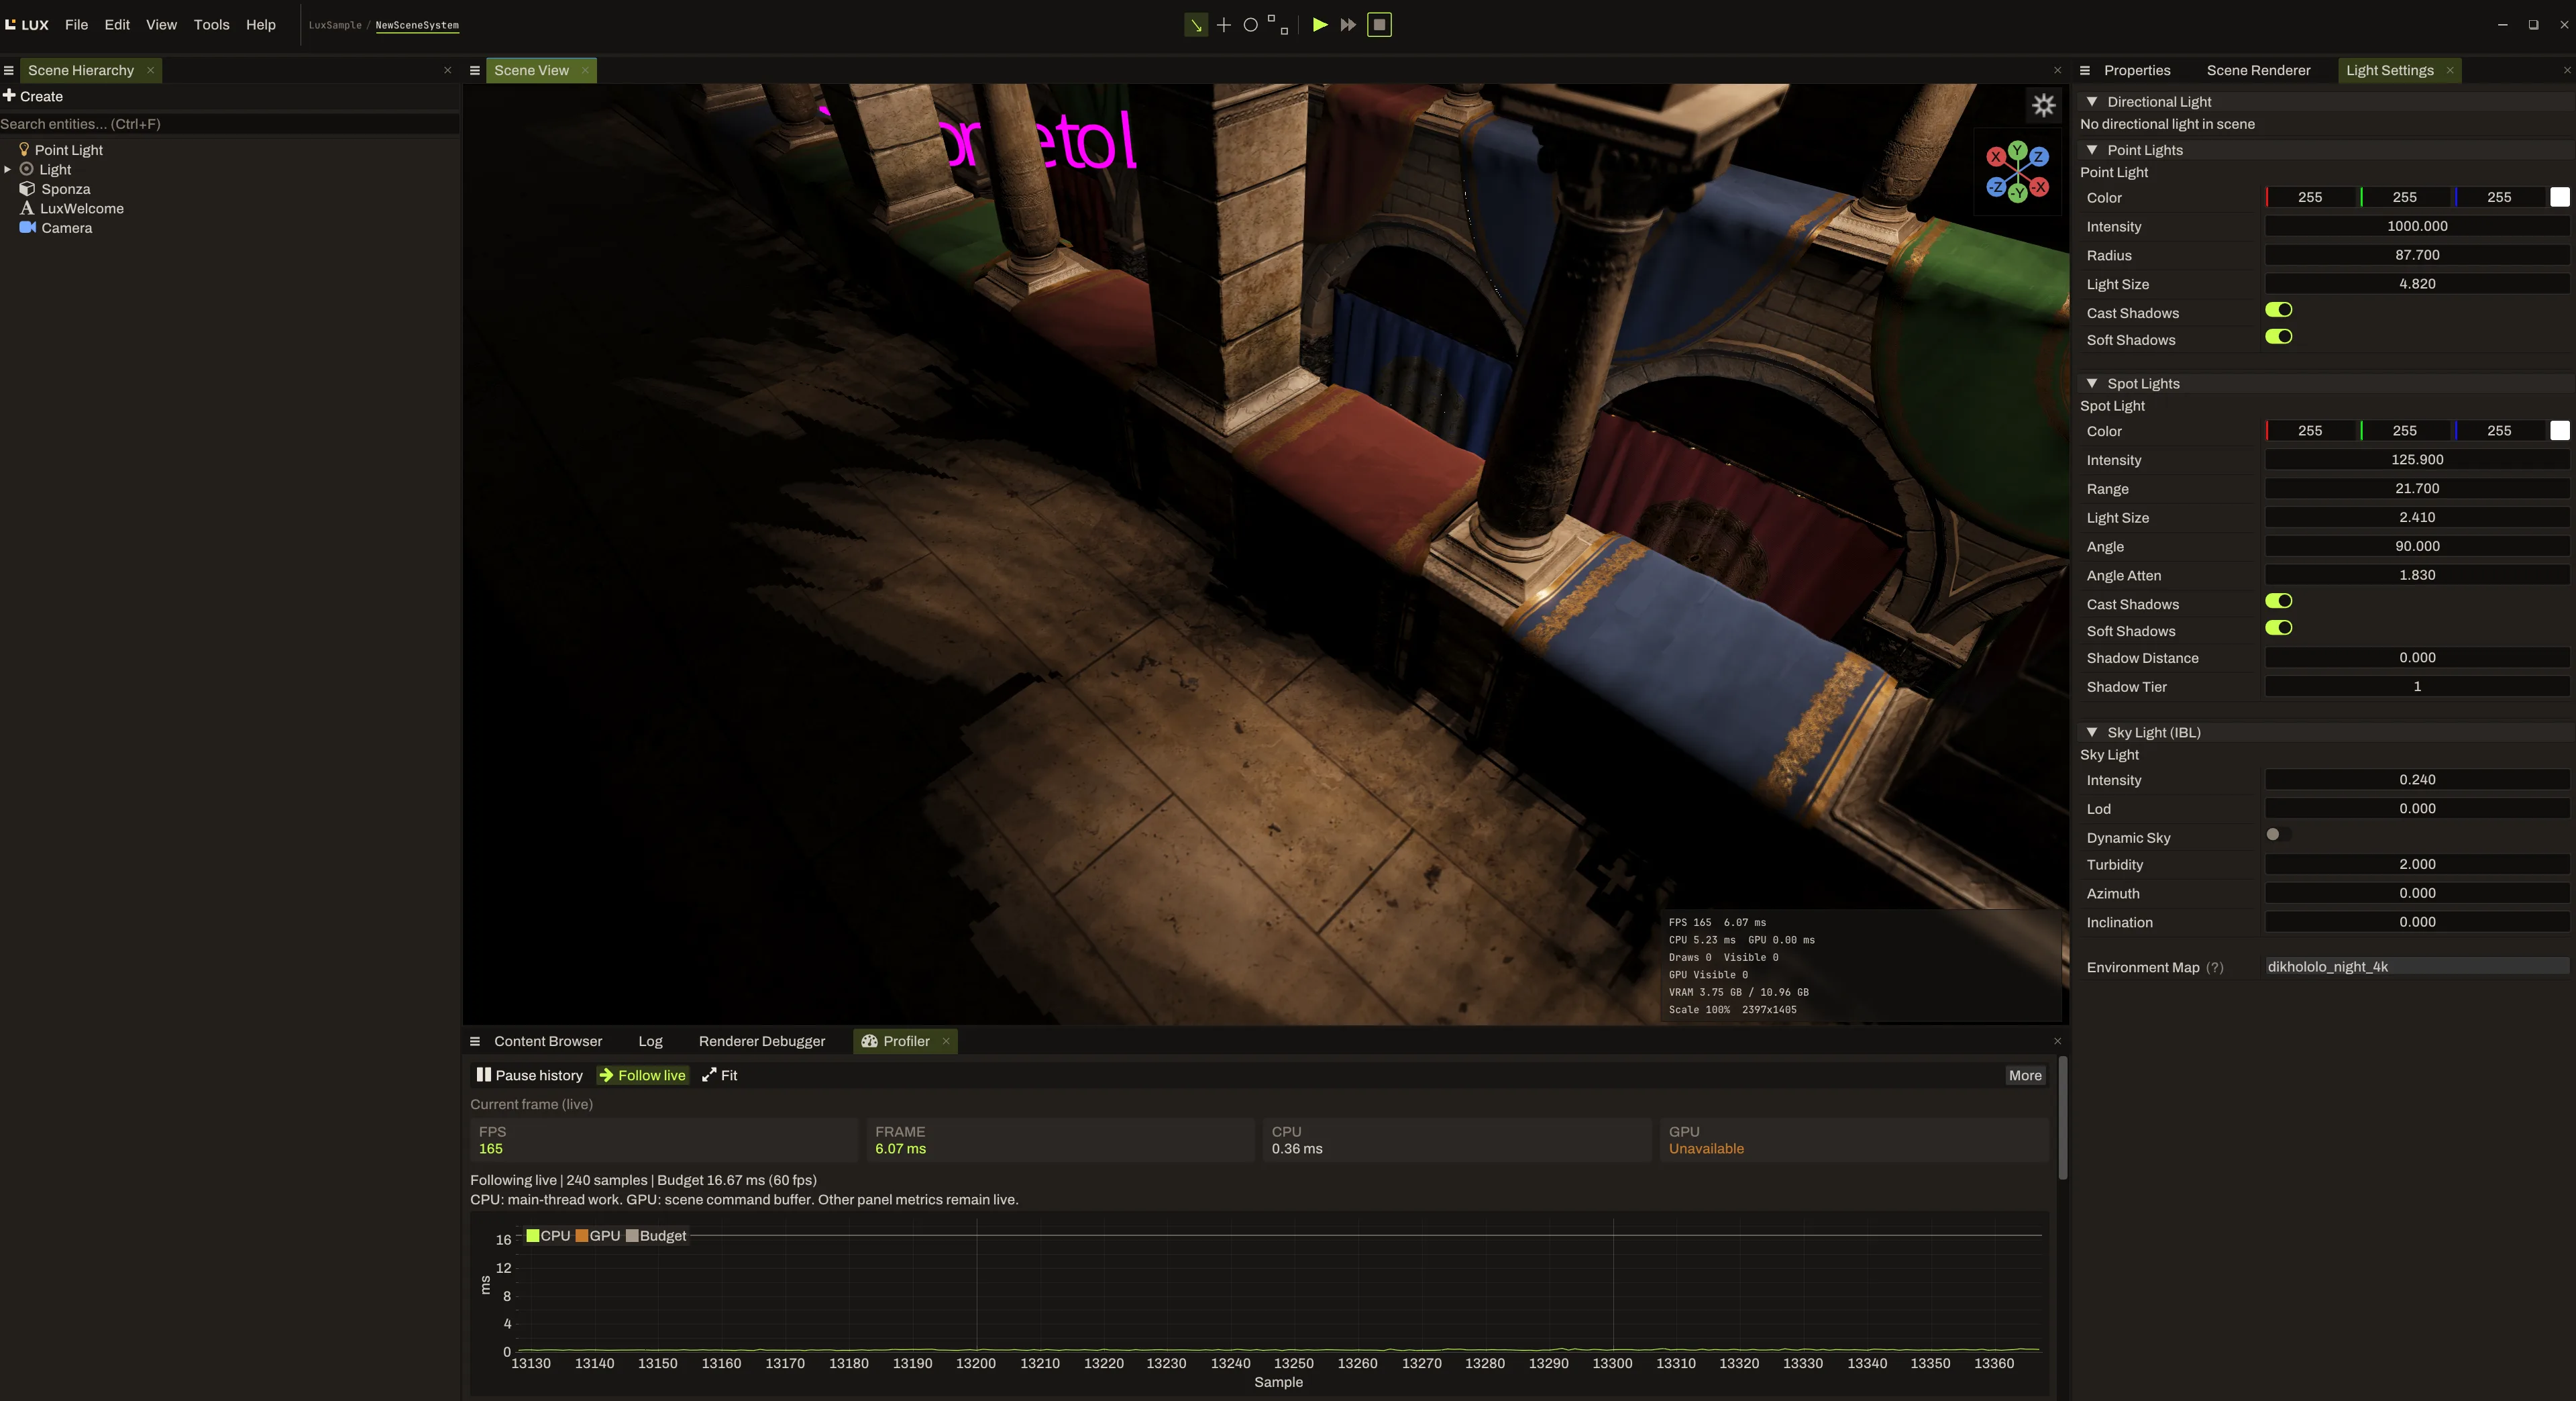 LUX File Edit View Tools Help LuxSample / NewSceneSystem
Scene Hierarchy
Create
Search entities... (Ctrl+F)
Point Light
Light
Sponza
LuxWelcome
Camera
Scene View
X Y Z
-Z -Y -X
FPS 165 6.07 ms
CPU 5.23 ms GPU 0.00 ms
Draws 0 Visible 0
GPU Visible 0
VRAM 3.75 GB / 10.96 GB
Scale 100% 2397x1405
Content Browser Log Renderer Debugger Profiler
Pause history Follow live Fit More
Current frame (live)
FPS
165
FRAME
6.07 ms
CPU
0.36 ms
GPU
Unavailable
Following live | 240 samples | Budget 16.67 ms (60 fps)
CPU: main-thread work. GPU: scene command buffer. Other panel metrics remain live.
CPU GPU Budget
ms
16
12
8
4
0
13130 13140 13150 13160 13170 13180 13190 13200 13210 13220 13230 13240 13250 13260 13270 13280 13290 13300 13310 13320 13330 13340 13350 13360
Sample
Properties Scene Renderer Light Settings
Directional Light
No directional light in scene
Point Lights
Point Light
Color 255 255 255
Intensity 1000.000
Radius 87.700
Light Size 4.820
Cast Shadows
Soft Shadows
Spot Lights
Spot Light
Color 255 255 255
Intensity 125.900
Range 21.700
Light Size 2.410
Angle 90.000
Angle Atten 1.830
Cast Shadows
Soft Shadows
Shadow Distance 0.000
Shadow Tier 1
Sky Light (IBL)
Sky Light
Intensity 0.240
Lod 0.000
Dynamic Sky
Turbidity 2.000
Azimuth 0.000
Inclination 0.000
Environment Map (?) dikhololo_night_4k